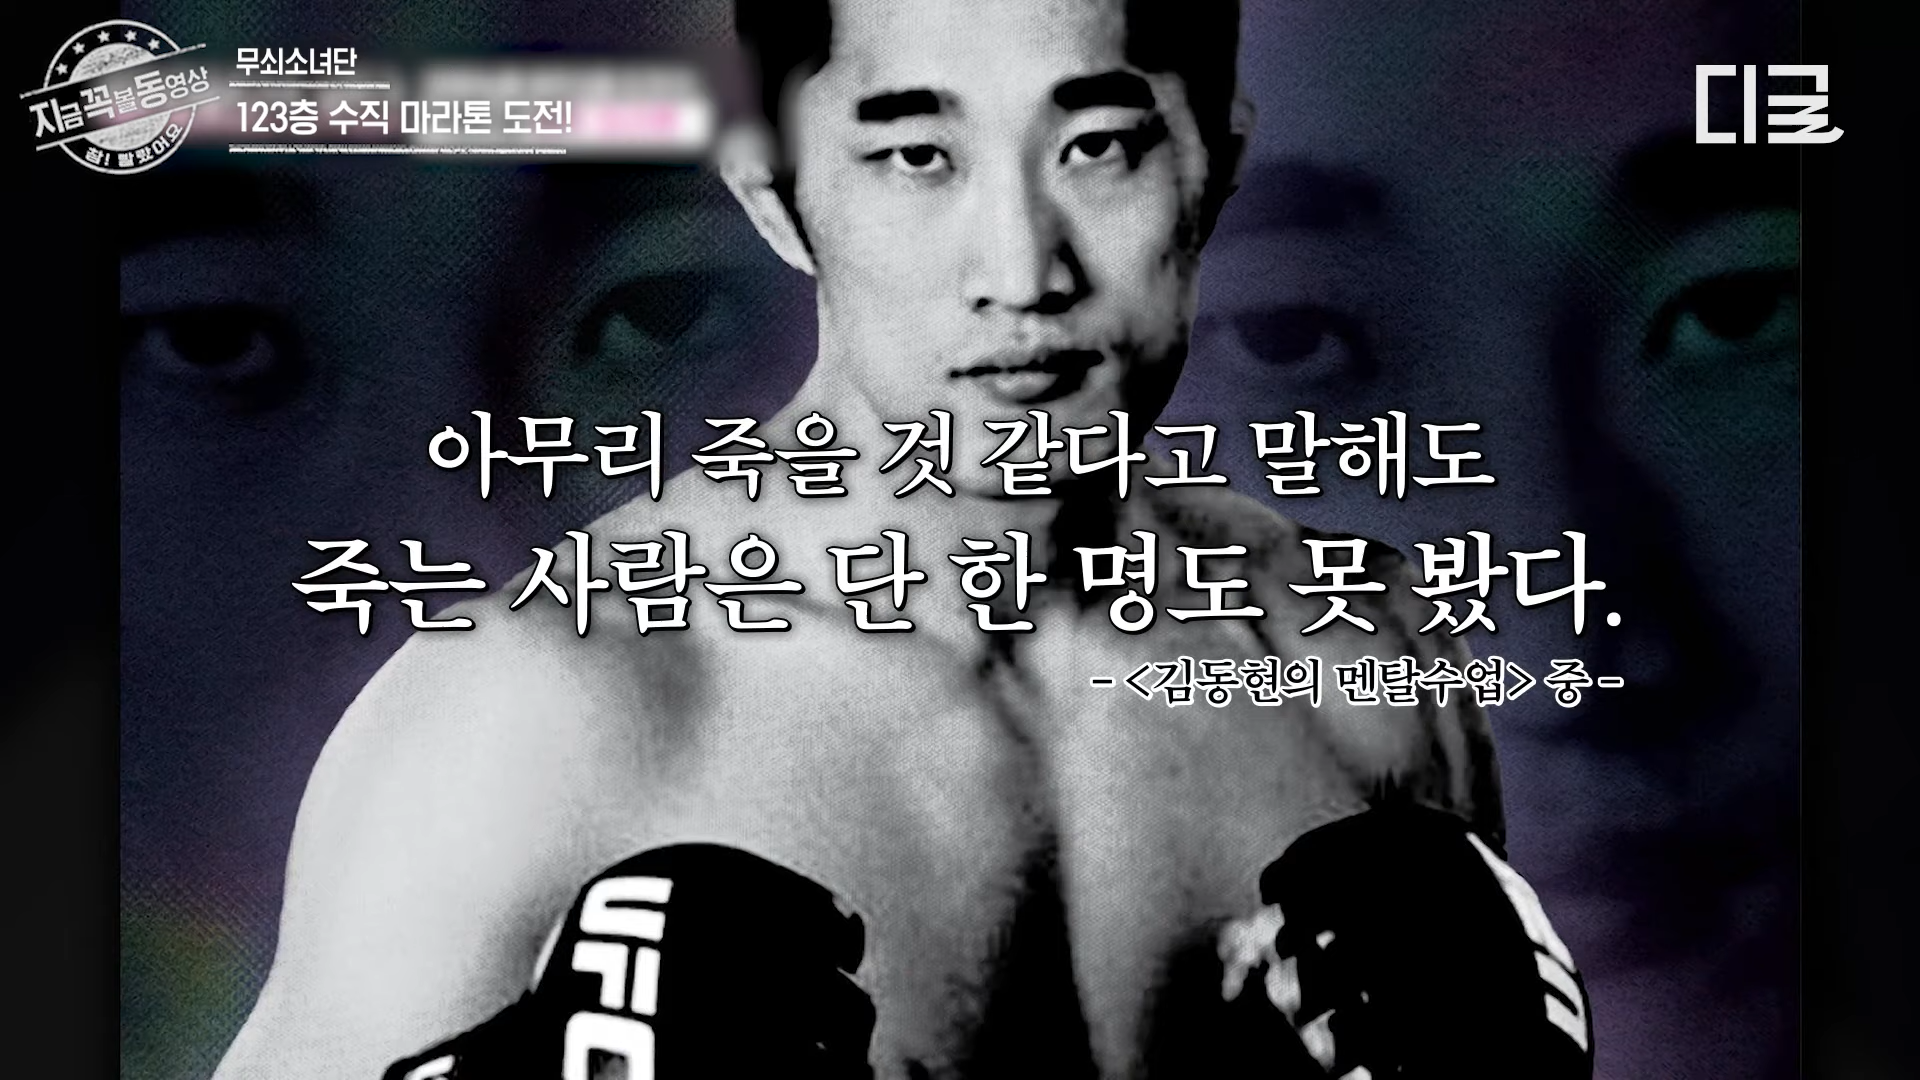 지금 꼭 볼 동영상
참! 빨랐어요
무쇠소녀단
123층 수직 마라톤 도전!
디글
아무리 죽을 것 같다고 말해도
죽는 사람은 단 한 명도 못 봤다.
- <김동현의 멘탈수업> 중 -
UFC